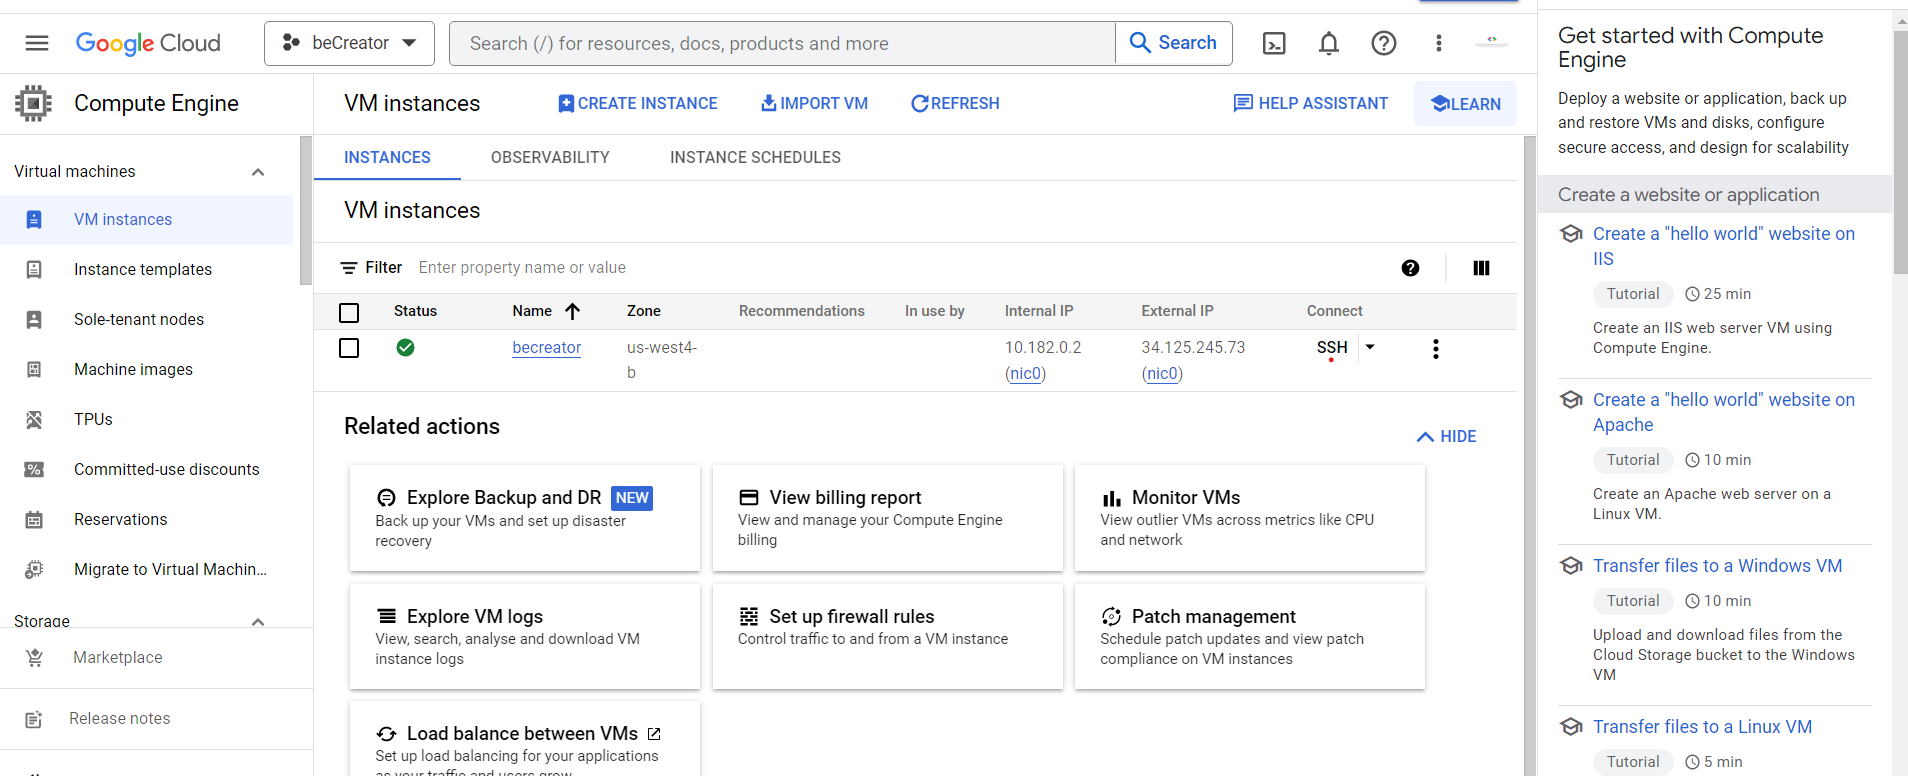 Google Cloud
beCreator
Search (/) for resources, docs, products and more
Search
Compute Engine
VM instances
CREATE INSTANCE
IMPORT VM
REFRESH
HELP ASSISTANT
LEARN
Virtual machines
VM instances
Instance templates
Sole-tenant nodes
Machine images
TPUs
Committed-use discounts
Reservations
Migrate to Virtual Machin...
Storage
Marketplace
Release notes
INSTANCES
OBSERVABILITY
INSTANCE SCHEDULES
VM instances
Filter
Enter property name or value
Status
Name
Zone
Recommendations
In use by
Internal IP
External IP
Connect
becreator
us-west4-
b
10.182.0.2
(nic0)
34.125.245.73
(nic0)
SSH
Related actions
HIDE
Explore Backup and DR NEW
Back up your VMs and set up disaster
recovery
View billing report
View and manage your Compute Engine
billing
Monitor VMs
View outlier VMs across metrics like CPU
and network
Explore VM logs
View, search, analyse and download VM
instance logs
Set up firewall rules
Control traffic to and from a VM instance
Patch management
Schedule patch updates and view patch
compliance on VM instances
Load balance between VMs
Set up load balancing for your applications
as your traffic and users grow
Get started with Compute
Engine
Deploy a website or application, back up
and restore VMs and disks, configure
secure access, and design for scalability
Create a website or application
Create a "hello world" website on
IIS
Tutorial
25 min
Create an IIS web server VM using
Compute Engine.
Create a "hello world" website on
Apache
Tutorial
10 min
Create an Apache web server on a
Linux VM.
Transfer files to a Windows VM
Tutorial
10 min
Upload and download files from the
Cloud Storage bucket to the Windows
VM
Transfer files to a Linux VM
Tutorial
5 min